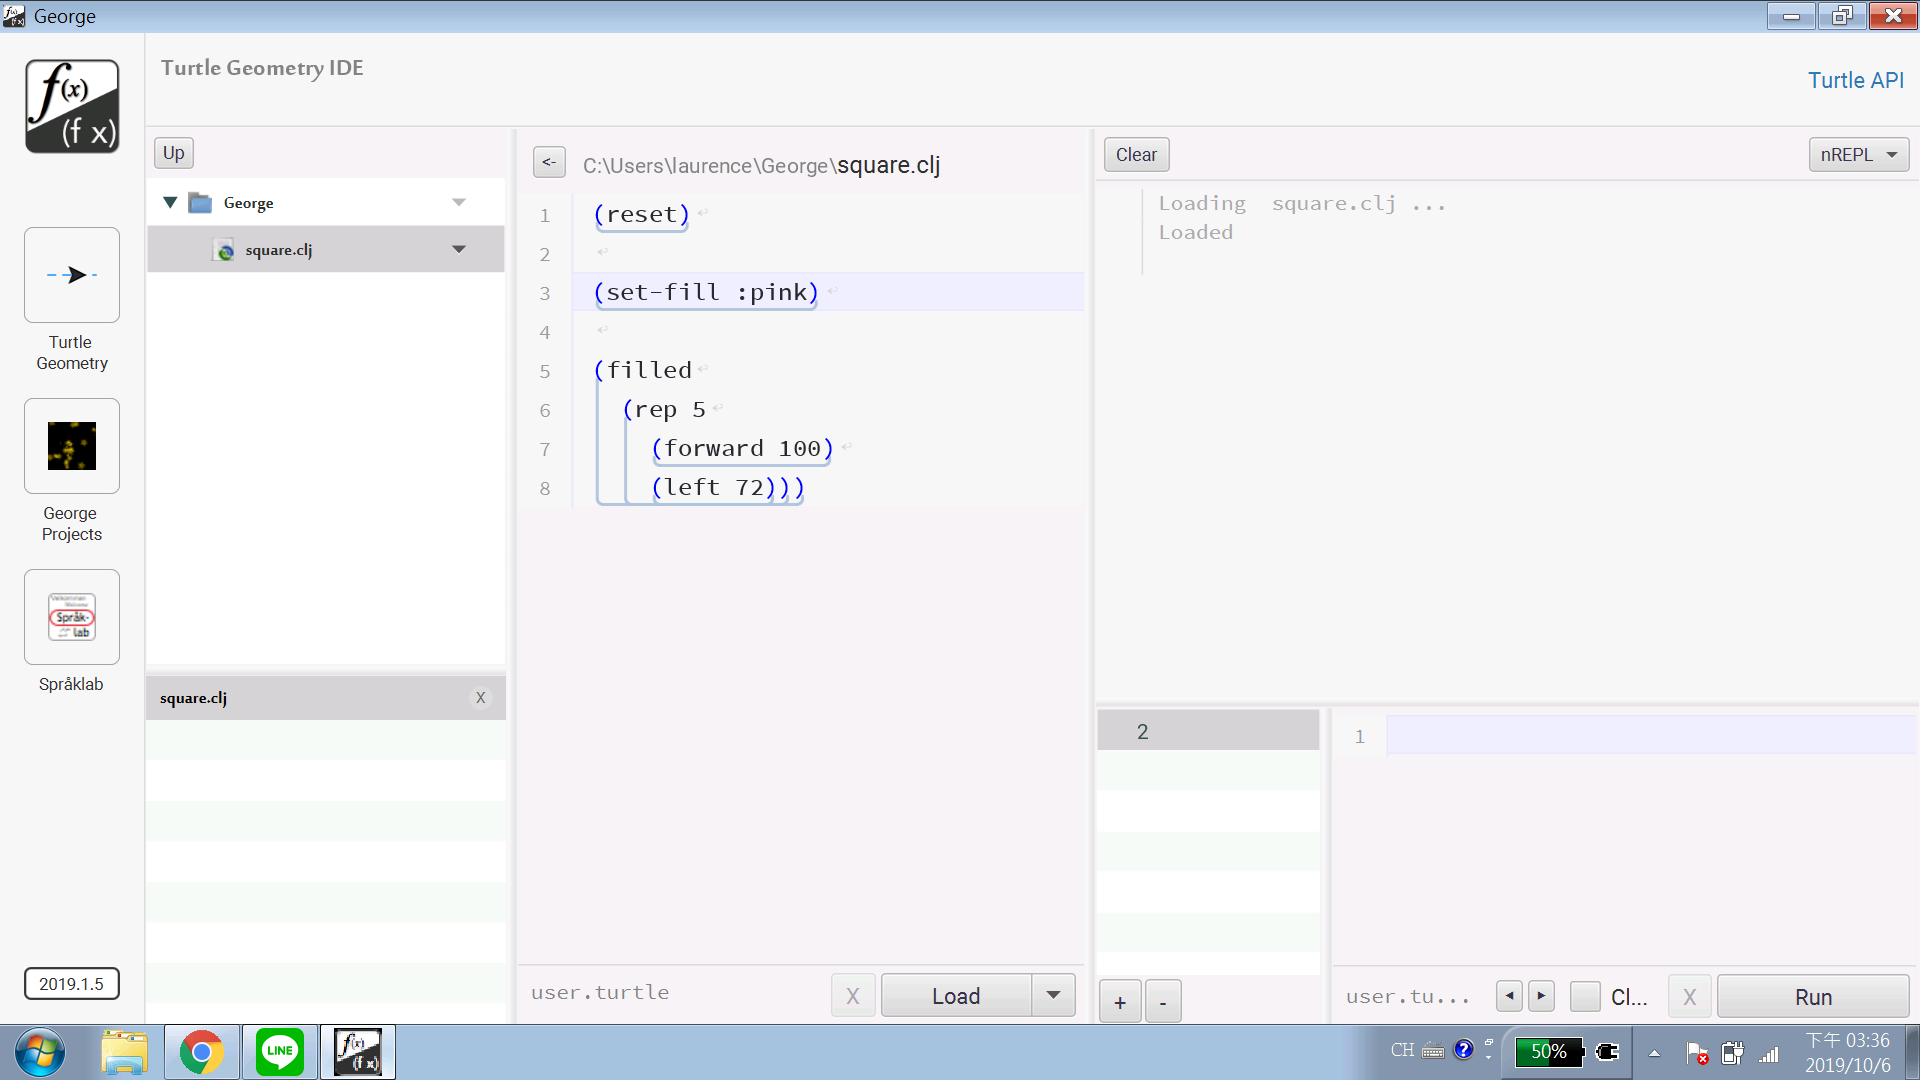 George
f(x)
(f x)
Turtle
Geometry
George
Projects
Språk-
lab
Språklab
2019.1.5
Turtle Geometry IDE
Turtle API
Up
George
square.clj
square.clj
X
<-
C:\Users\laurence\George\square.clj
1 (reset)
2
3 (set-fill :pink)
4
5 (filled
6 (rep 5
7 (forward 100)
8 (left 72)))
user.turtle
X
Load
Clear
nREPL
Loading square.clj ...
Loaded
2
1
+
-
user.tu...
Cl...
X
Run
LINE
f(x)
(f x)
CH
50%
下午 03:36
2019/10/6